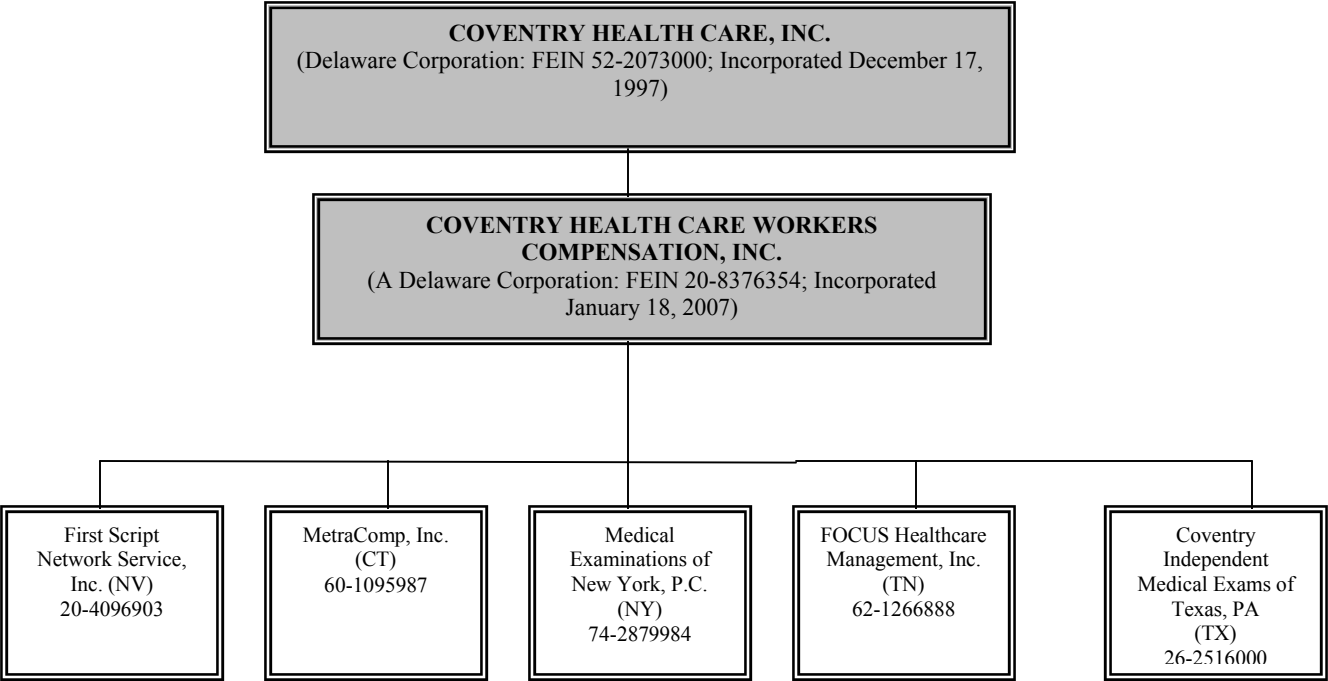 COVENTRY HEALTH CARE, INC.
(Delaware Corporation: FEIN 52-2073000; Incorporated December 17,
1997)
COVENTRY HEALTH CARE WORKERS
COMPENSATION, INC.
(A Delaware Corporation: FEIN 20-8376354; Incorporated
January 18, 2007)
First Script
Network Service,
Inc. (NV)
20-4096903
MetraComp, Inc.
(CT)
60-1095987
Medical
Examinations of
New York, P.C.
(NY)
74-2879984
FOCUS Healthcare
Management, Inc.
(TN)
62-1266888
Coventry
Independent
Medical Exams of
Texas, PA
(TX)
26-2516000